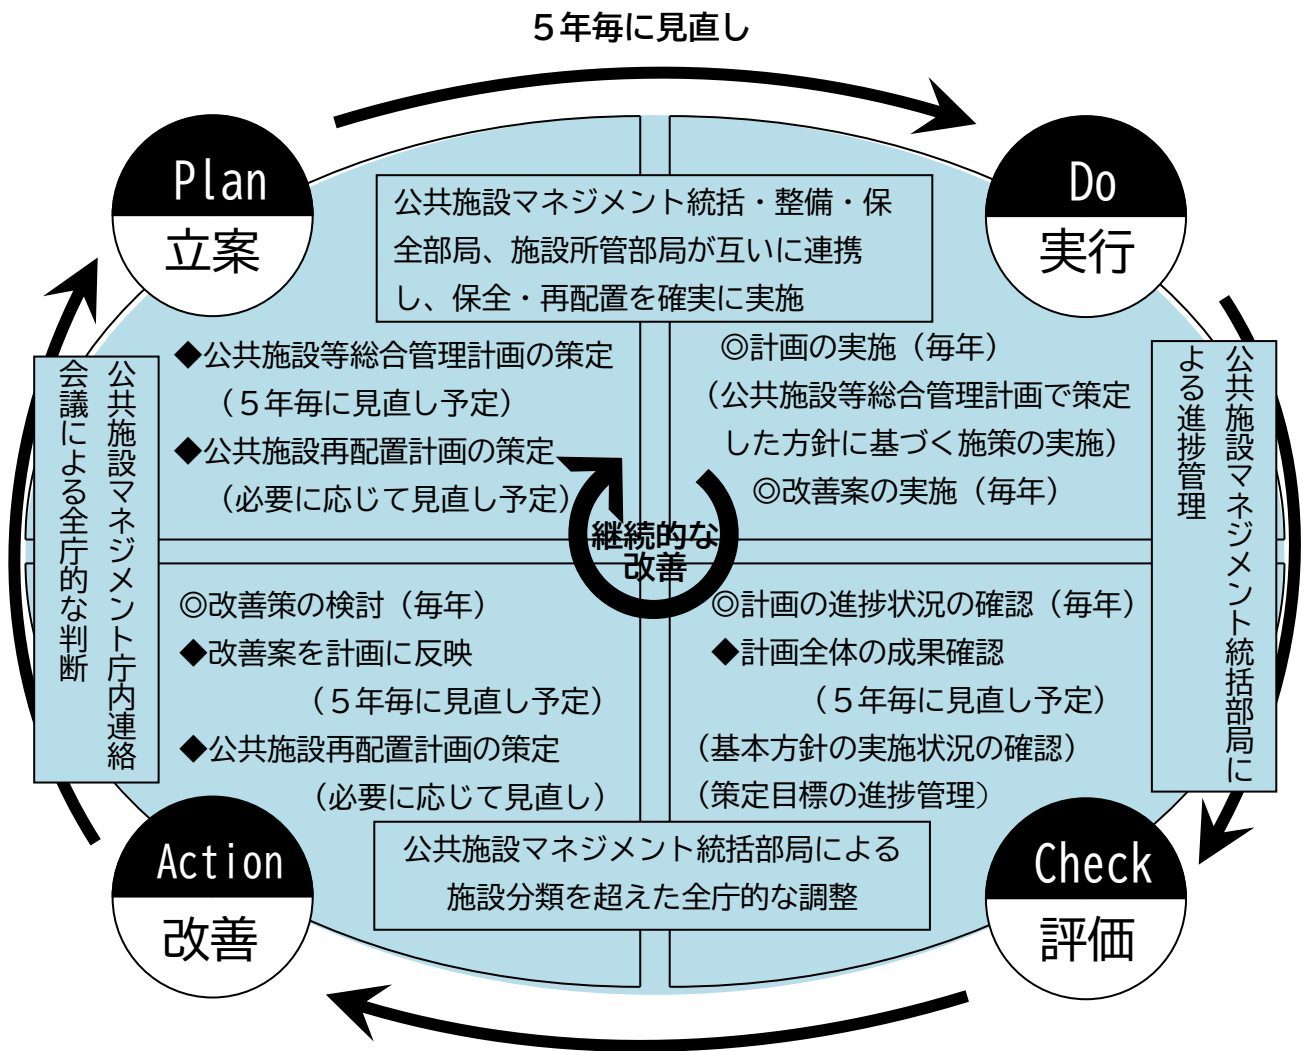 ５年毎に見直し
Plan
立案
Do
実行
公共施設マネジメント統括・整備・保
全部局、施設所管部局が互いに連携
し、保全・再配置を確実に実施
◆公共施設等総合管理計画の策定
（５年毎に見直し予定）
◆公共施設再配置計画の策定
（必要に応じて見直し予定）
◎計画の実施（毎年）
（公共施設等総合管理計画で策定
した方針に基づく施策の実施）
◎改善案の実施（毎年）
公共施設マネジメント庁内連絡
会議による全庁的な判断
公共施設マネジメント統括部局に
よる進捗管理
継続的な
改善
◎改善策の検討（毎年）
◆改善案を計画に反映
（５年毎に見直し予定）
◆公共施設再配置計画の策定
（必要に応じて見直し）
◎計画の進捗状況の確認（毎年）
◆計画全体の成果確認
（５年毎に見直し予定）
（基本方針の実施状況の確認）
（策定目標の進捗管理）
公共施設マネジメント統括部局による
施設分類を超えた全庁的な調整
Action
改善
Check
評価